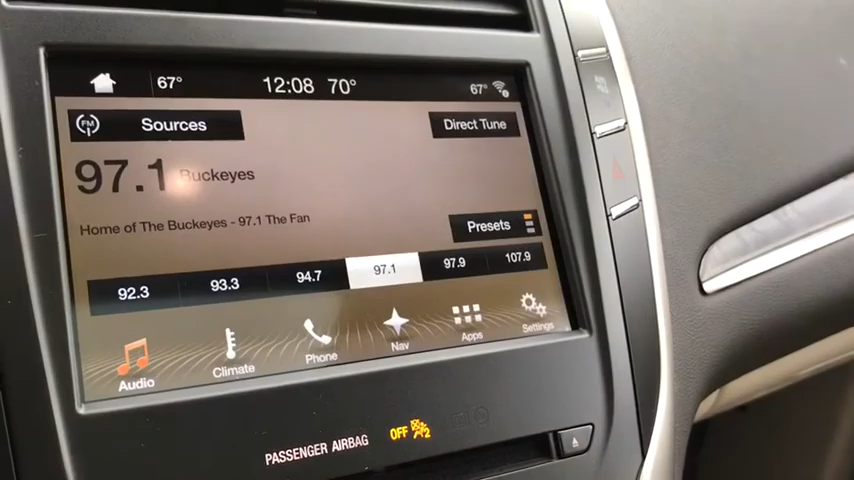 67° 12:08 70° 67°
FM Sources Direct Tune
97.1 Buckeyes
Home of The Buckeyes - 97.1 The Fan
Presets
92.3 93.3 94.7 97.1 97.9 107.9
Audio Climate Phone Nav Apps Settings
PASSENGER AIRBAG OFF 2